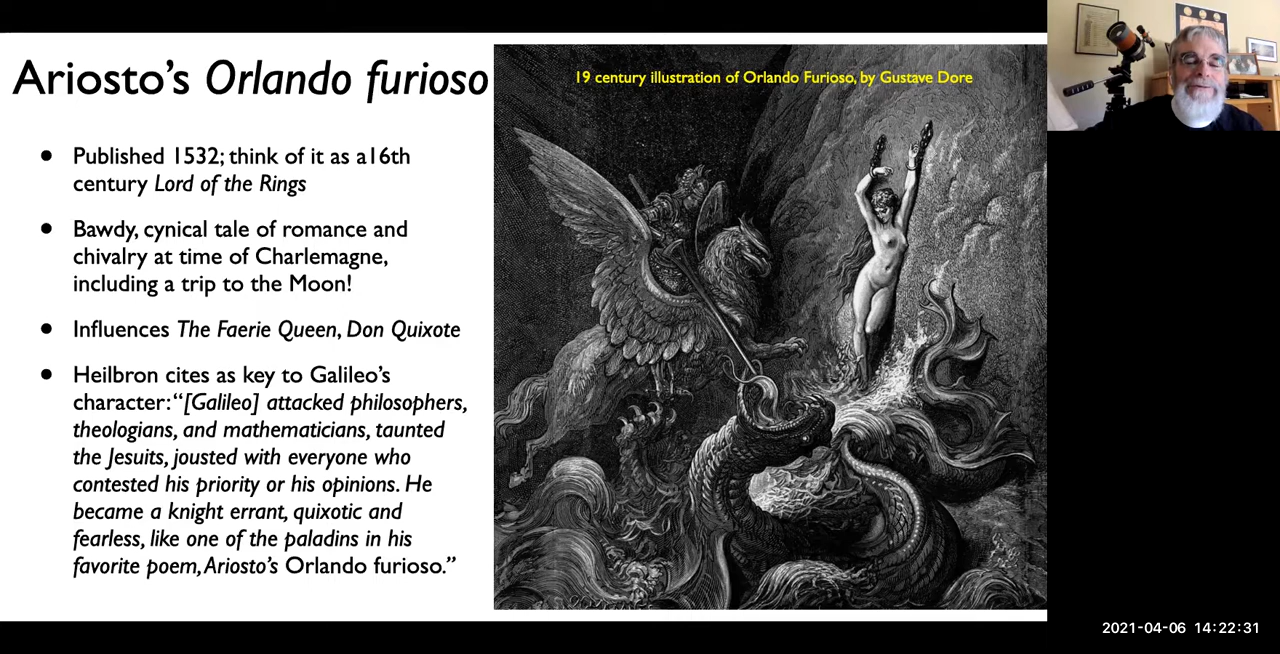 Ariosto's Orlando furioso
19 century illustration of Orlando Furioso, by Gustave Dore
• Published 1532; think of it as a16th
century Lord of the Rings
• Bawdy, cynical tale of romance and
chivalry at time of Charlemagne,
including a trip to the Moon!
• Influences The Faerie Queen, Don Quixote
• Heilbron cites as key to Galileo's
character: “[Galileo] attacked philosophers,
theologians, and mathematicians, taunted
the Jesuits, jousted with everyone who
contested his priority or his opinions. He
became a knight errant, quixotic and
fearless, like one of the paladins in his
favorite poem, Ariosto's Orlando furioso.”
2021-04-06 14:22:31